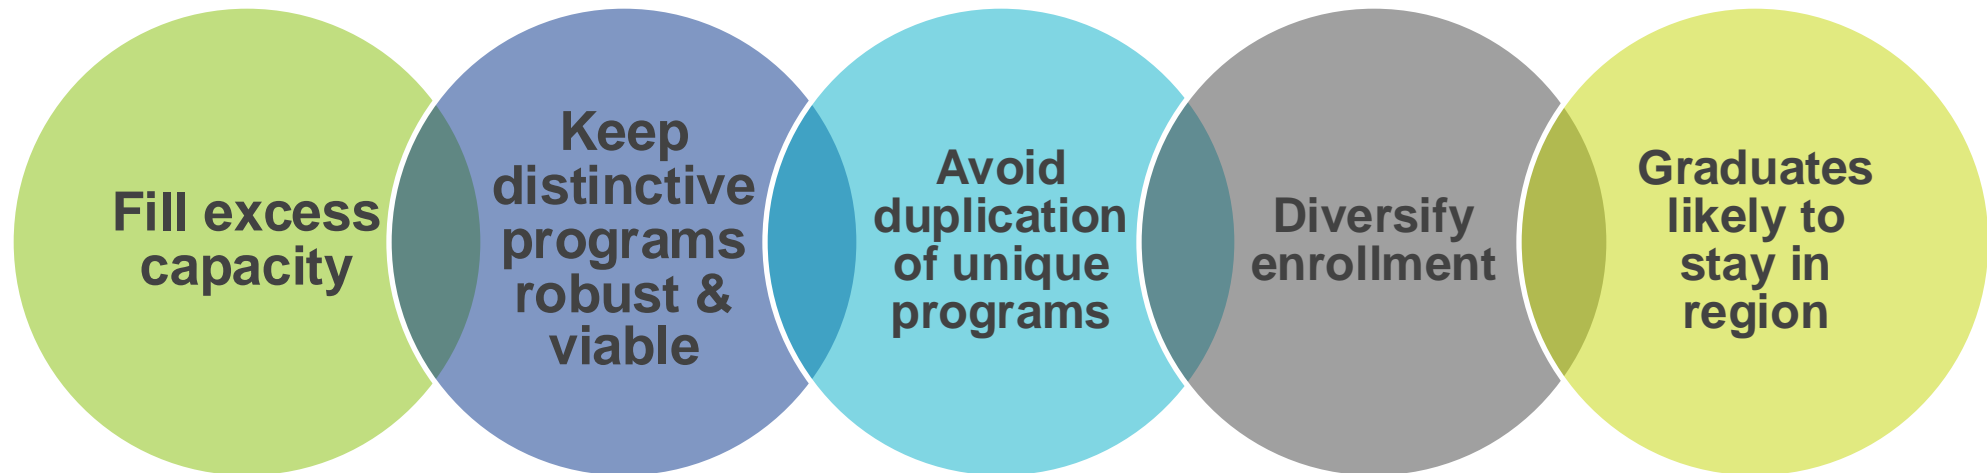 Fill excess
capacity
Keep
distinctive
programs
robust &
viable
Avoid
duplication
of unique
programs
Diversify
enrollment
Graduates
likely to
stay in
region